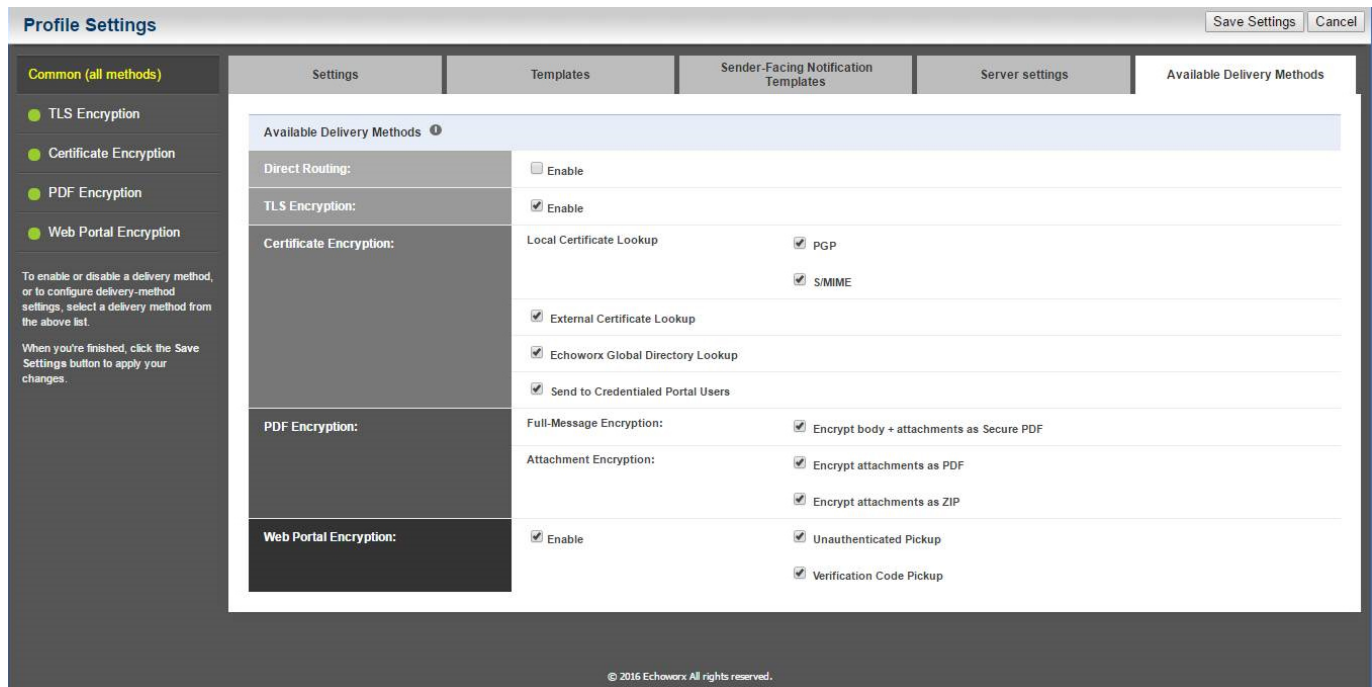 Profile Settings
Save Settings
Cancel
Common (all methods)
TLS Encryption
Certificate Encryption
PDF Encryption
Web Portal Encryption
To enable or disable a delivery method,
or to configure delivery-method
settings, select a delivery method from
the above list.
When you're finished, click the Save
Settings button to apply your
changes.
Settings
Templates
Sender-Facing Notification
Templates
Server settings
Available Delivery Methods
Available Delivery Methods
Direct Routing:
Enable
TLS Encryption:
Enable
Certificate Encryption:
Local Certificate Lookup
PGP
S/MIME
External Certificate Lookup
Echoworx Global Directory Lookup
Send to Credentialed Portal Users
PDF Encryption:
Full-Message Encryption:
Encrypt body + attachments as Secure PDF
Attachment Encryption:
Encrypt attachments as PDF
Encrypt attachments as ZIP
Web Portal Encryption:
Enable
Unauthenticated Pickup
Verification Code Pickup
© 2016 Echoworx All rights reserved.